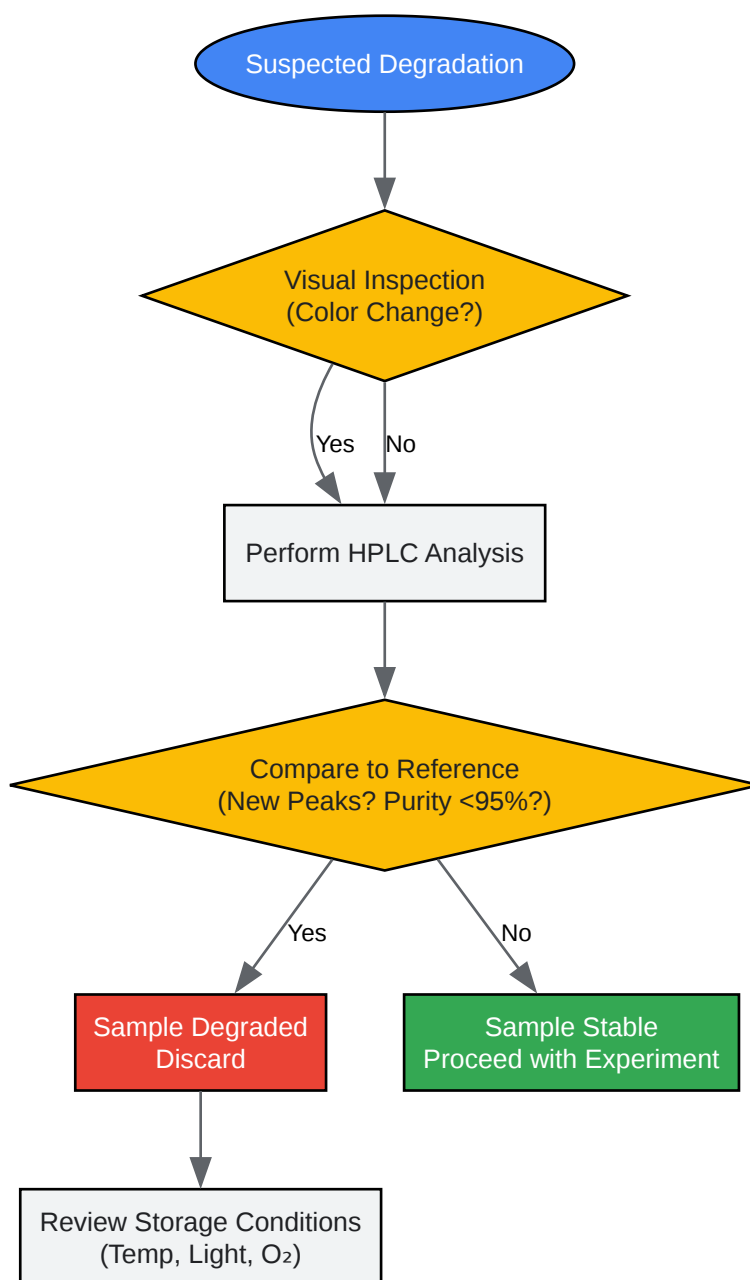 Suspected Degradation
Visual Inspection
(Color Change?)
Yes
No
Perform HPLC Analysis
Compare to Reference
(New Peaks? Purity <95%?)
Yes
No
Sample Degraded
Discard
Sample Stable
Proceed with Experiment
Review Storage Conditions
(Temp, Light, O₂)